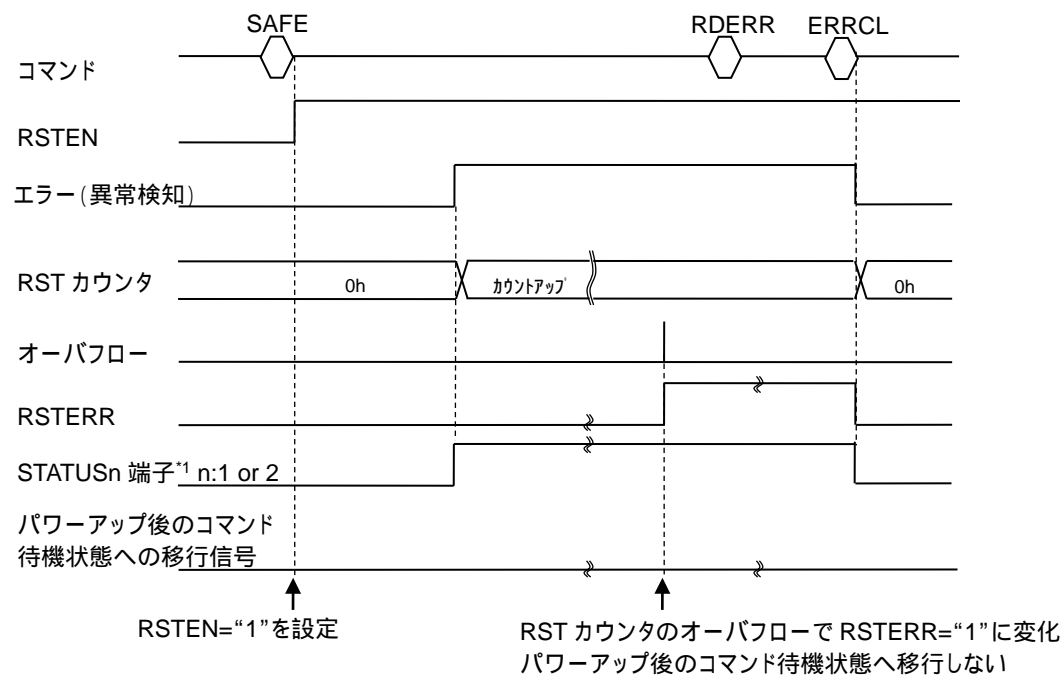 SAFE
RDERR
ERRCL
コマンド
RSTEN
エラー(異常検知)
RST カウンタ
0h
カウントアップ
0h
オーバフロー
RSTERR
STATUSn 端子*1 n:1 or 2
パワーアップ後のコマンド
待機状態への移行信号
RSTEN=“1”を設定
RST カウンタのオーバフローで RSTERR=“1”に変化
パワーアップ後のコマンド待機状態へ移行しない